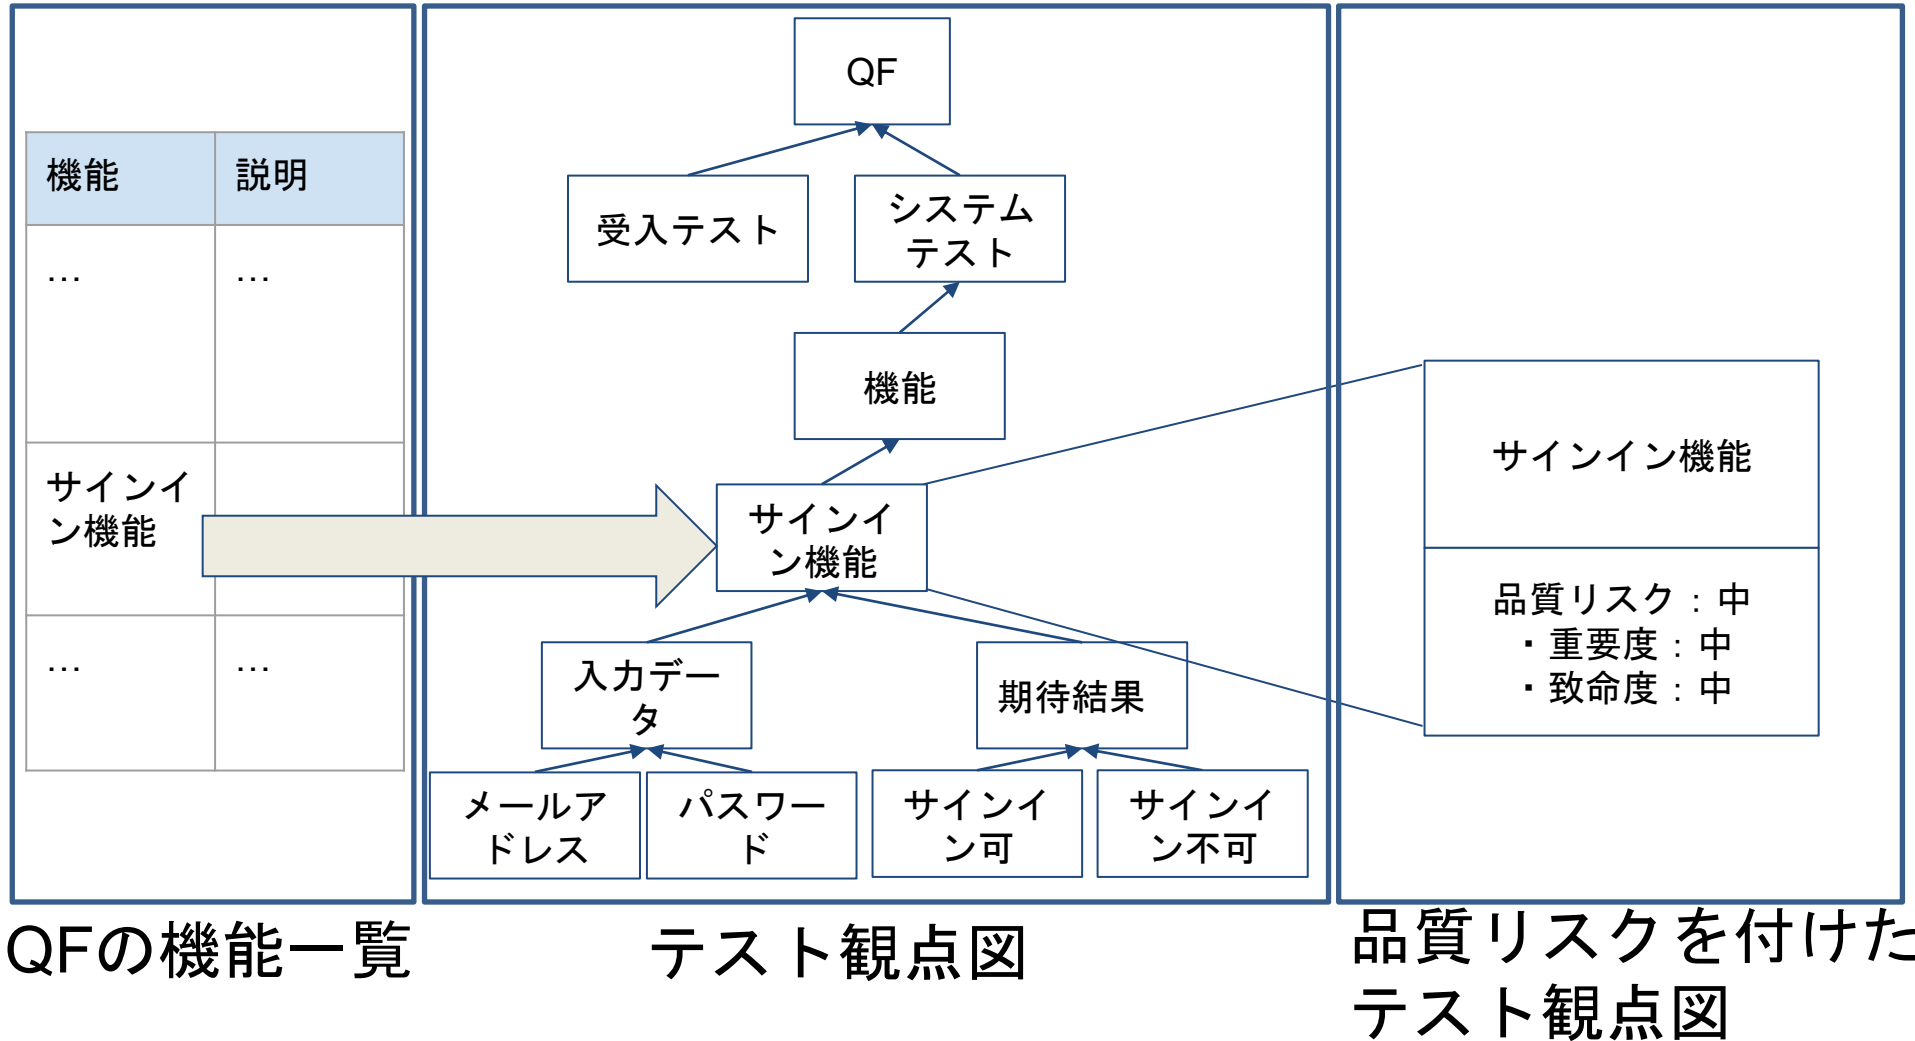 機能
説明
…
…
サインイ
ン機能
…
…
QFの機能一覧
QF
受入テスト
システム
テスト
機能
サインイ
ン機能
入力デー
タ
期待結果
メールア
ドレス
パスワー
ド
サインイ
ン可
サインイ
ン不可
テスト観点図
サインイン機能
品質リスク：中
・重要度：中
・致命度：中
品質リスクを付けた
テスト観点図